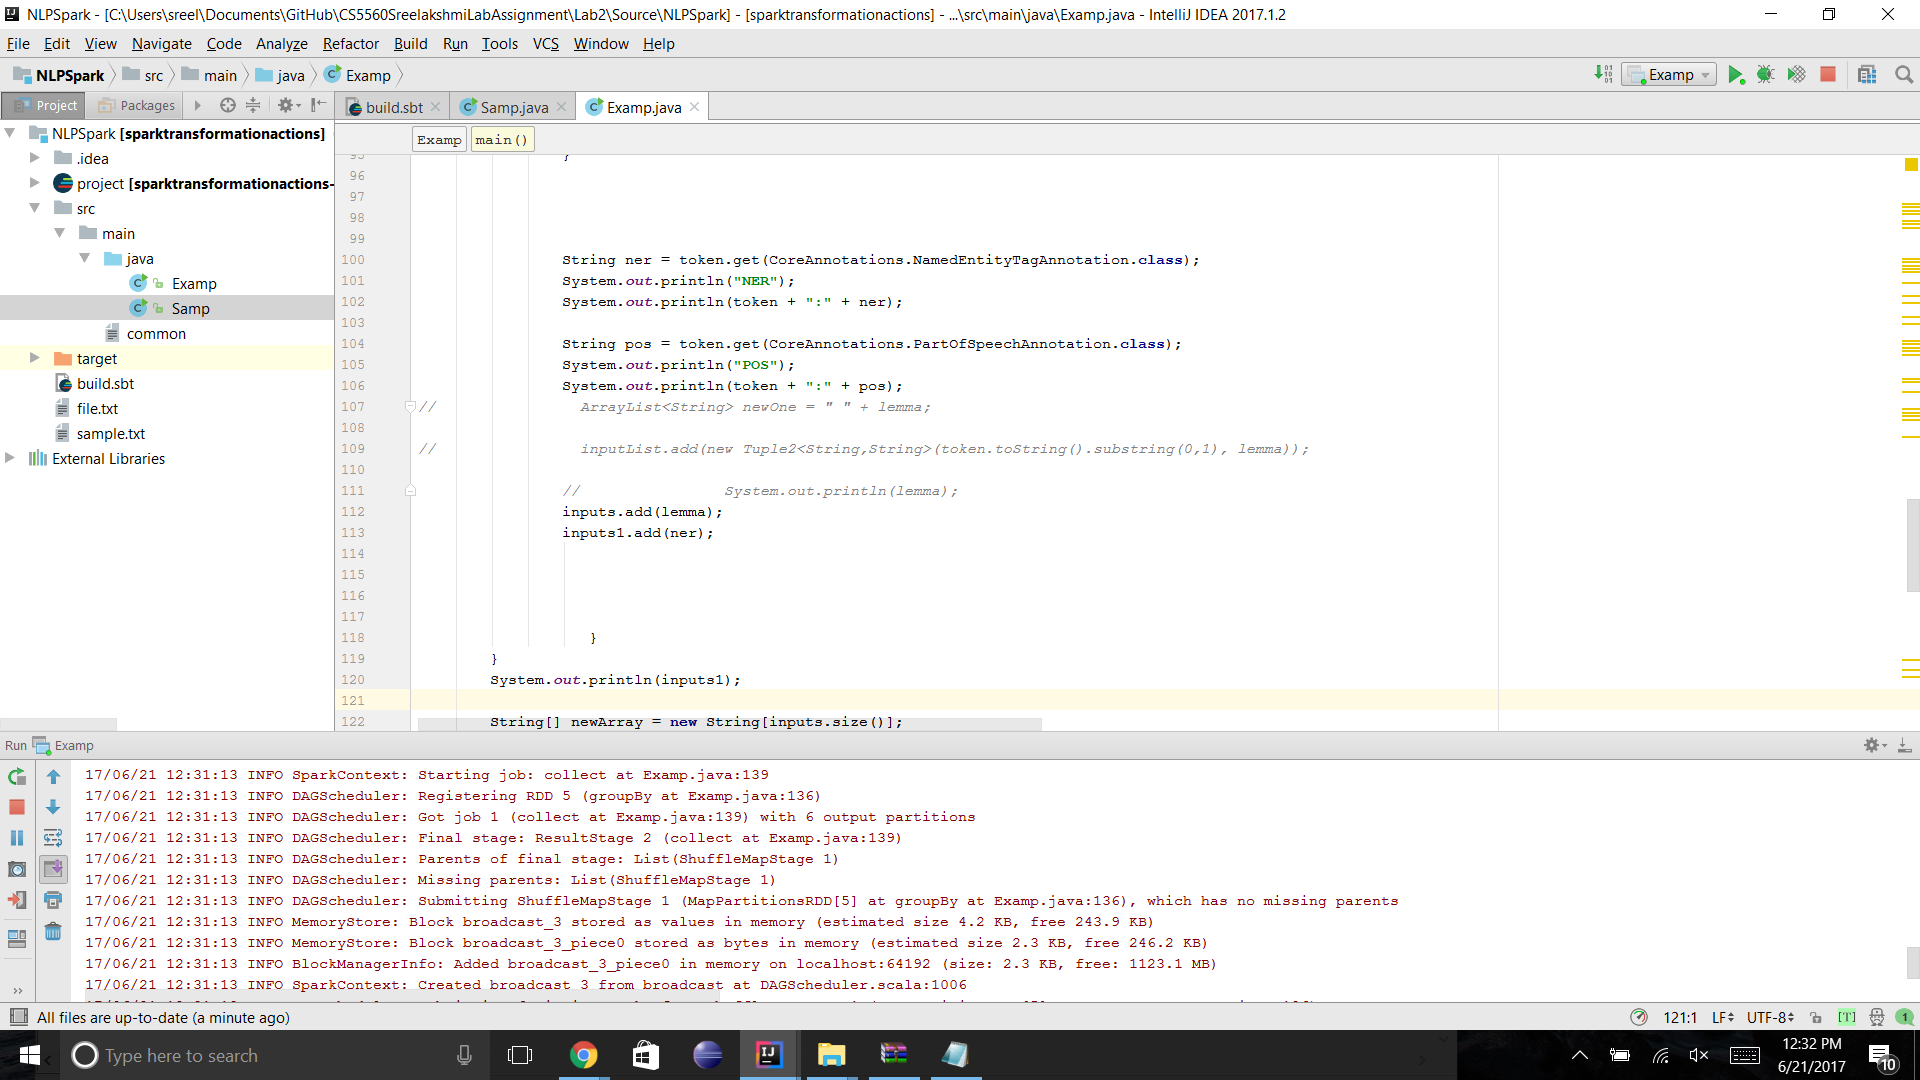 NLPSpark - [C:\Users\sreel\Documents\GitHub\CS5560SreelakshmiLabAssignment\Lab2\Source\NLPSpark] - [sparktransformationactions] - ...\src\main\java\Examp.java - IntelliJ IDEA 2017.1.2
File Edit View Navigate Code Analyze Refactor Build Run Tools VCS Window Help
NLPSpark src main java Examp
Examp
Project Packages
build.sbt Samp.java Examp.java
NLPSpark [sparktransformationactions]
.idea
project [sparktransformationactions-
src
main
java
Examp
Samp
common
target
build.sbt
file.txt
sample.txt
External Libraries
Examp main()
95 }
96
97
98
99
100 String ner = token.get(CoreAnnotations.NamedEntityTagAnnotation.class);
101 System.out.println("NER");
102 System.out.println(token + ":" + ner);
103
104 String pos = token.get(CoreAnnotations.PartOfSpeechAnnotation.class);
105 System.out.println("POS");
106 System.out.println(token + ":" + pos);
107 // ArrayList<String> newOne = " " + lemma;
108
109 // inputList.add(new Tuple2<String,String>(token.toString().substring(0,1), lemma));
110
111 // System.out.println(lemma);
112 inputs.add(lemma);
113 inputs1.add(ner);
114
115
116
117
118 }
119 }
120 System.out.println(inputs1);
121
122 String[] newArray = new String[inputs.size()];
Run Examp
17/06/21 12:31:13 INFO SparkContext: Starting job: collect at Examp.java:139
17/06/21 12:31:13 INFO DAGScheduler: Registering RDD 5 (groupBy at Examp.java:136)
17/06/21 12:31:13 INFO DAGScheduler: Got job 1 (collect at Examp.java:139) with 6 output partitions
17/06/21 12:31:13 INFO DAGScheduler: Final stage: ResultStage 2 (collect at Examp.java:139)
17/06/21 12:31:13 INFO DAGScheduler: Parents of final stage: List(ShuffleMapStage 1)
17/06/21 12:31:13 INFO DAGScheduler: Missing parents: List(ShuffleMapStage 1)
17/06/21 12:31:13 INFO DAGScheduler: Submitting ShuffleMapStage 1 (MapPartitionsRDD[5] at groupBy at Examp.java:136), which has no missing parents
17/06/21 12:31:13 INFO MemoryStore: Block broadcast_3 stored as values in memory (estimated size 4.2 KB, free 243.9 KB)
17/06/21 12:31:13 INFO MemoryStore: Block broadcast_3_piece0 stored as bytes in memory (estimated size 2.3 KB, free 246.2 KB)
17/06/21 12:31:13 INFO BlockManagerInfo: Added broadcast_3_piece0 in memory on localhost:64192 (size: 2.3 KB, free: 1123.1 MB)
17/06/21 12:31:13 INFO SparkContext: Created broadcast 3 from broadcast at DAGScheduler.scala:1006
All files are up-to-date (a minute ago)
121:1 LF UTF-8 [T] 1
Type here to search
12:32 PM
6/21/2017
10